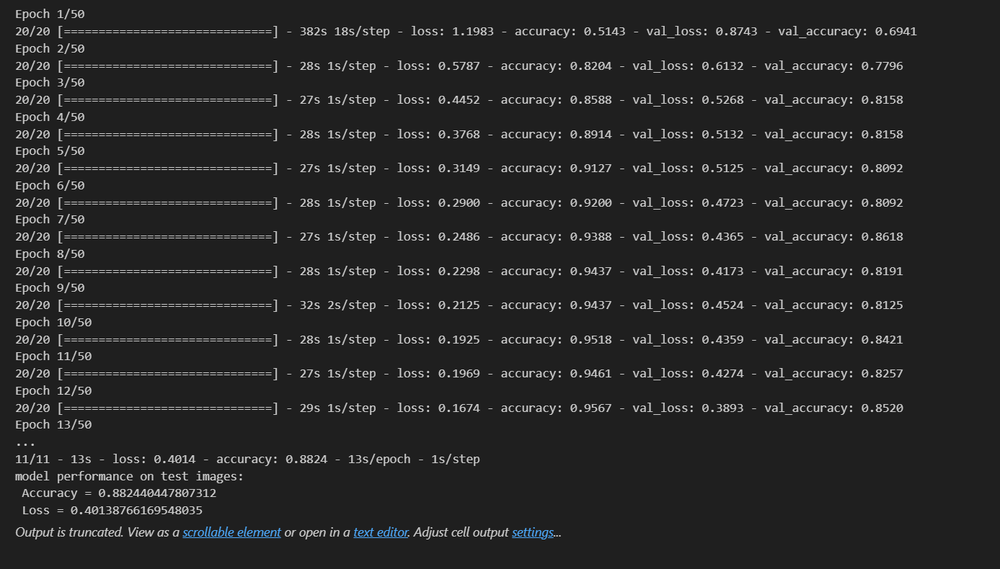 Epoch 1/50
20/20 [==============================] - 382s 18s/step - loss: 1.1983 - accuracy: 0.5143 - val_loss: 0.8743 - val_accuracy: 0.6941
Epoch 2/50
20/20 [==============================] - 28s 1s/step - loss: 0.5787 - accuracy: 0.8204 - val_loss: 0.6132 - val_accuracy: 0.7796
Epoch 3/50
20/20 [==============================] - 27s 1s/step - loss: 0.4452 - accuracy: 0.8588 - val_loss: 0.5268 - val_accuracy: 0.8158
Epoch 4/50
20/20 [==============================] - 28s 1s/step - loss: 0.3768 - accuracy: 0.8914 - val_loss: 0.5132 - val_accuracy: 0.8158
Epoch 5/50
20/20 [==============================] - 27s 1s/step - loss: 0.3149 - accuracy: 0.9127 - val_loss: 0.5125 - val_accuracy: 0.8092
Epoch 6/50
20/20 [==============================] - 28s 1s/step - loss: 0.2900 - accuracy: 0.9200 - val_loss: 0.4723 - val_accuracy: 0.8092
Epoch 7/50
20/20 [==============================] - 27s 1s/step - loss: 0.2486 - accuracy: 0.9388 - val_loss: 0.4365 - val_accuracy: 0.8618
Epoch 8/50
20/20 [==============================] - 28s 1s/step - loss: 0.2298 - accuracy: 0.9437 - val_loss: 0.4173 - val_accuracy: 0.8191
Epoch 9/50
20/20 [==============================] - 32s 2s/step - loss: 0.2125 - accuracy: 0.9437 - val_loss: 0.4524 - val_accuracy: 0.8125
Epoch 10/50
20/20 [==============================] - 28s 1s/step - loss: 0.1925 - accuracy: 0.9518 - val_loss: 0.4359 - val_accuracy: 0.8421
Epoch 11/50
20/20 [==============================] - 27s 1s/step - loss: 0.1969 - accuracy: 0.9461 - val_loss: 0.4274 - val_accuracy: 0.8257
Epoch 12/50
20/20 [==============================] - 29s 1s/step - loss: 0.1674 - accuracy: 0.9567 - val_loss: 0.3893 - val_accuracy: 0.8520
Epoch 13/50
...
11/11 - 13s - loss: 0.4014 - accuracy: 0.8824 - 13s/epoch - 1s/step
model performance on test images:
 Accuracy = 0.882440447807312
 Loss = 0.40138766169548035
Output is truncated. View as a scrollable element or open in a text editor. Adjust cell output settings...